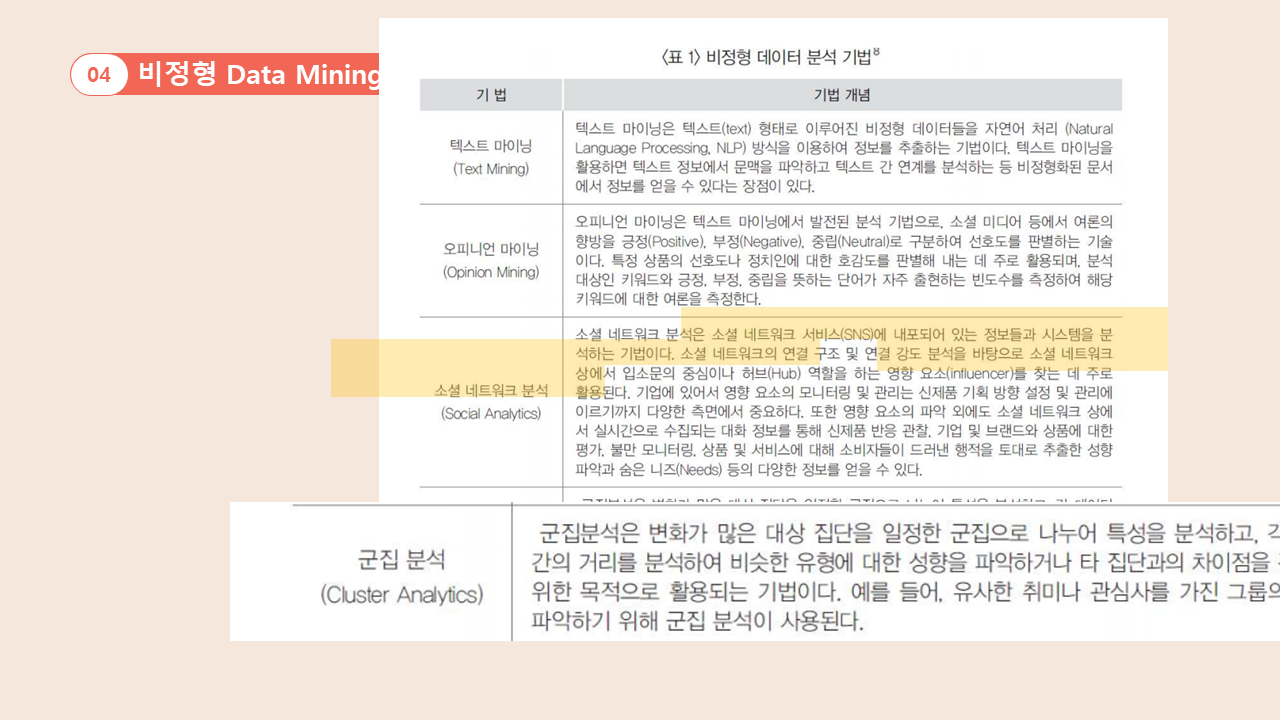 04 비정형 Data Mining
〈표 1〉 비정형 데이터 분석 기법8
기 법
기법 개념
텍스트 마이닝
(Text Mining)
텍스트 마이닝은 텍스트(text) 형태로 이루어진 비정형 데이터들을 자연어 처리 (Natural
Language Processing, NLP) 방식을 이용하여 정보를 추출하는 기법이다. 텍스트 마이닝을
활용하면 텍스트 정보에서 문맥을 파악하고 텍스트 간 연계를 분석하는 등 비정형화된 문서
에서 정보를 얻을 수 있다는 장점이 있다.
오피니언 마이닝
(Opinion Mining)
오피니언 마이닝은 텍스트 마이닝에서 발전된 분석 기법으로, 소셜 미디어 등에서 여론의
향방을 긍정(Positive), 부정(Negative), 중립(Neutral)로 구분하여 선호도를 판별하는 기술
이다. 특정 상품의 선호도나 정치인에 대한 호감도를 판별해 내는 데 주로 활용되며, 분석
대상인 키워드와 긍정, 부정, 중립을 뜻하는 단어가 자주 출현하는 빈도수를 측정하여 해당
키워드에 대한 여론을 측정한다.
소셜 네트워크 분석
(Social Analytics)
소셜 네트워크 분석은 소셜 네트워크 서비스(SNS)에 내포되어 있는 정보들과 시스템을 분
석하는 기법이다. 소셜 네트워크의 연결 구조 및 연결 강도 분석을 바탕으로 소셜 네트워크
상에서 입소문의 중심이나 허브(Hub) 역할을 하는 영향 요소(influencer)를 찾는 데 주로
활용된다. 기업에 있어서 영향 요소의 모니터링 및 관리는 신제품 기획 방향 설정 및 관리에
이르기까지 다양한 측면에서 중요하다. 또한 영향 요소의 파악 외에도 소셜 네트워크 상에
서 실시간으로 수집되는 대화 정보를 통해 신제품 반응 관찰, 기업 및 브랜드와 상품에 대한
평가, 불만 모니터링, 상품 및 서비스에 대해 소비자들이 드러낸 행적을 토대로 추출한 성향
파악과 숨은 니즈(Needs) 등의 다양한 정보를 얻을 수 있다.
군집 분석
(Cluster Analytics)
군집분석은 변화가 많은 대상 집단을 일정한 군집으로 나누어 특성을 분석하고,
간의 거리를 분석하여 비슷한 유형에 대한 성향을 파악하거나 타 집단과의 차이점을
위한 목적으로 활용되는 기법이다. 예를 들어, 유사한 취미나 관심사를 가진 그룹의
파악하기 위해 군집 분석이 사용된다.